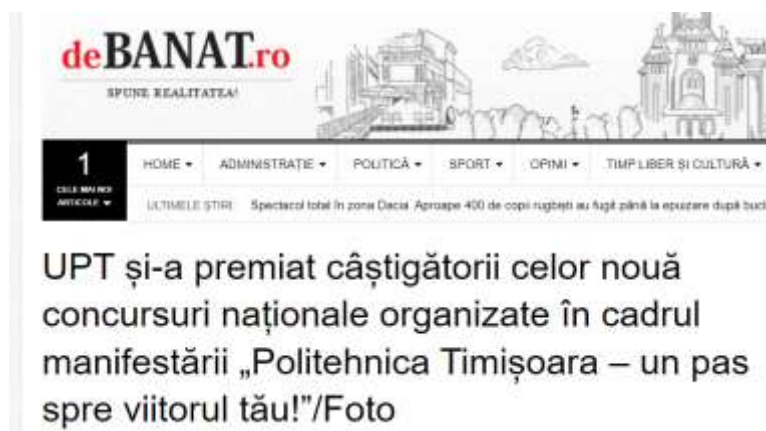 deBANAT.ro
SPUNE REALITATEA!
1
CELE MAI NOI
ARTICOLE
HOME
ADMINISTRAȚIE
POLITICĂ
SPORT
OPINII
TIMP LIBER ȘI CULTURĂ
ULTIMELE ȘTIRI
Spectacol total în zona Dacia. Aproape 400 de copii rugbeiști au fugit până la epuizare după
UPT și-a premiat câștigătorii celor nouă
concursuri naționale organizate în cadrul
manifestării „Politehnica Timișoara – un pas
spre viitorul tău!”/Foto